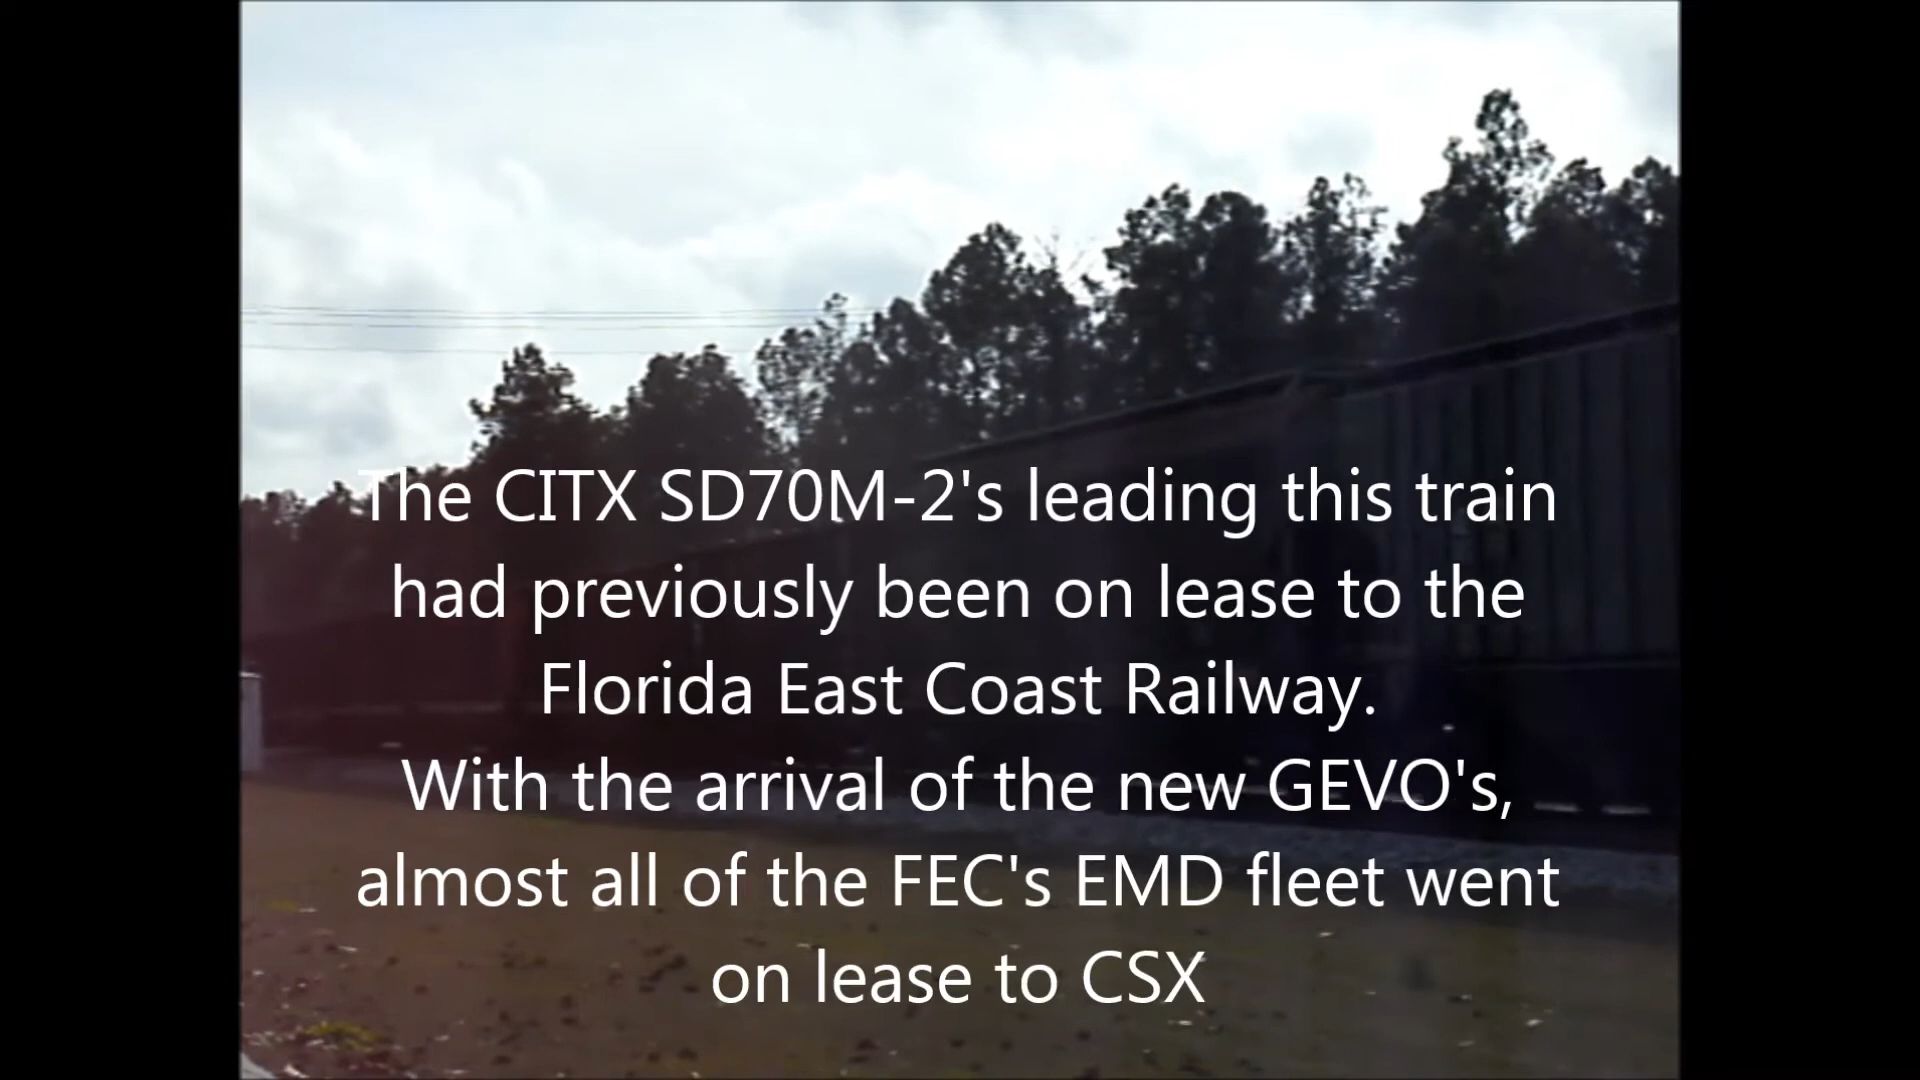 The CITX SD70M-2's leading this train
had previously been on lease to the
Florida East Coast Railway.
With the arrival of the new GEVO's,
almost all of the FEC's EMD fleet went
on lease to CSX